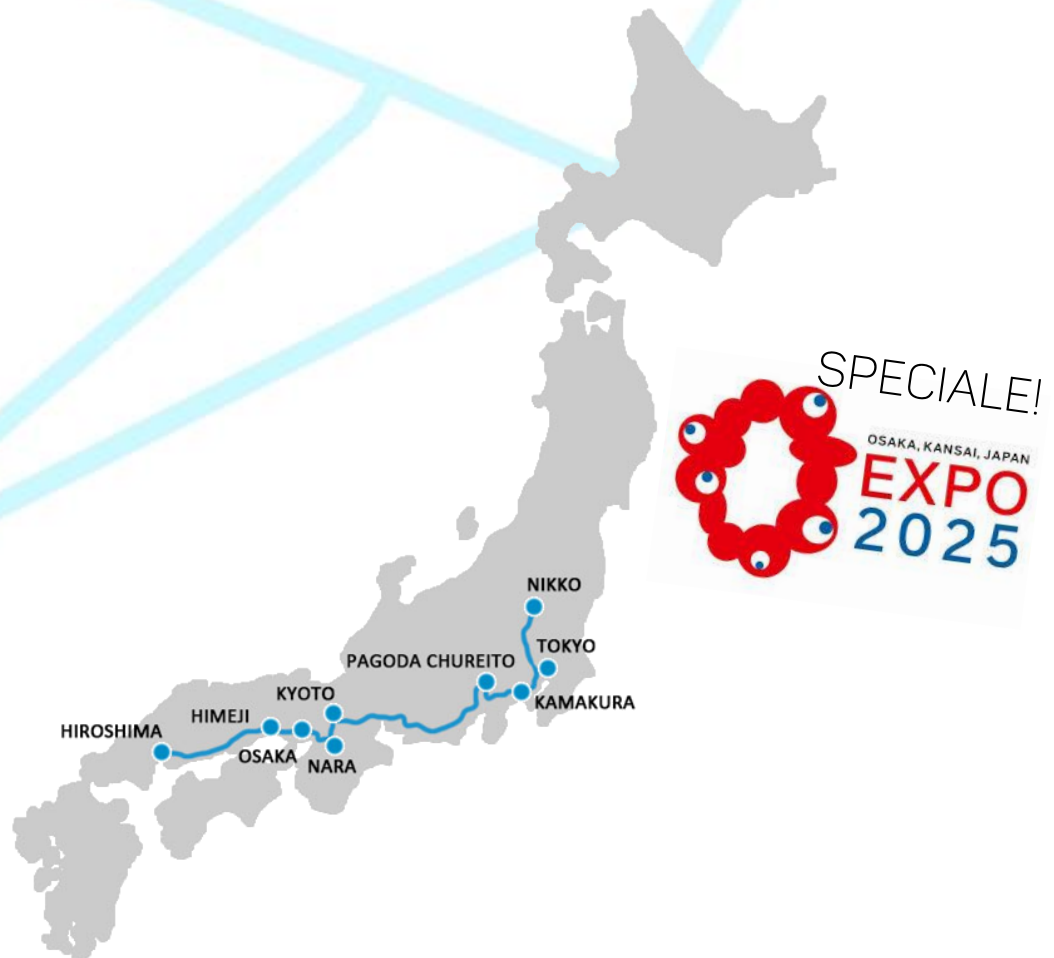 SPECIALE!
OSAKA, KANSAI, JAPAN
EXPO
2025
NIKKO
TOKYO
PAGODA CHUREITO
KAMAKURA
KYOTO
HIMEJI
HIROSHIMA
OSAKA
NARA